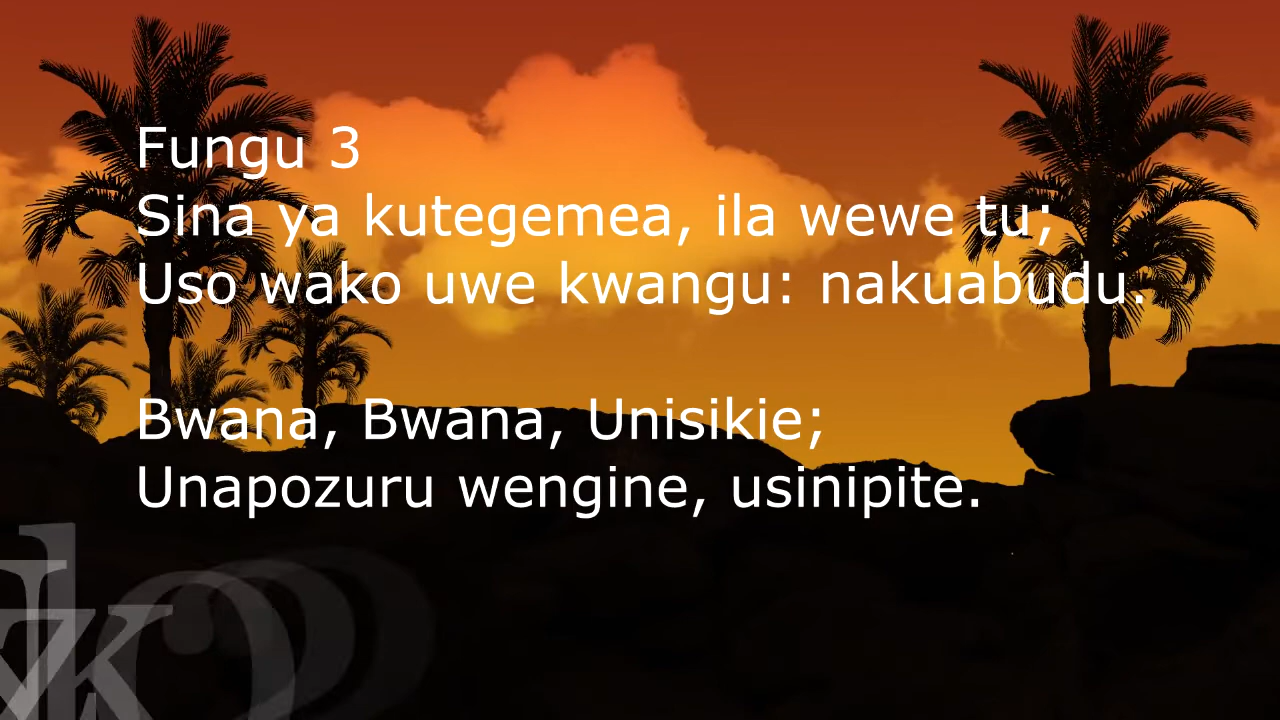 Fungu 3
Sina ya kutegemea, ila wewe tu;
Uso wako uwe kwangu: nakuabudu.
Bwana, Bwana, Unisikie;
Unapozuru wengine, usinipite.